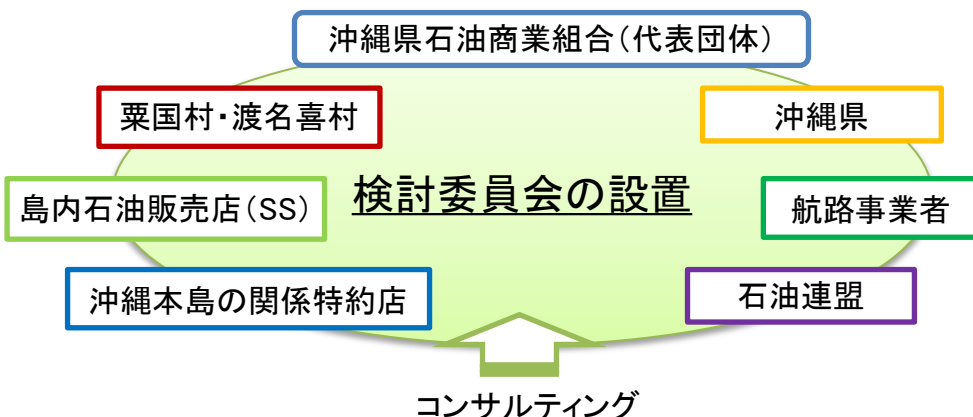 沖縄県石油商業組合(代表団体)
粟国村・渡名喜村
沖縄県
島内石油販売店(SS)
検討委員会の設置
航路事業者
沖縄本島の関係特約店
石油連盟
コンサルティング